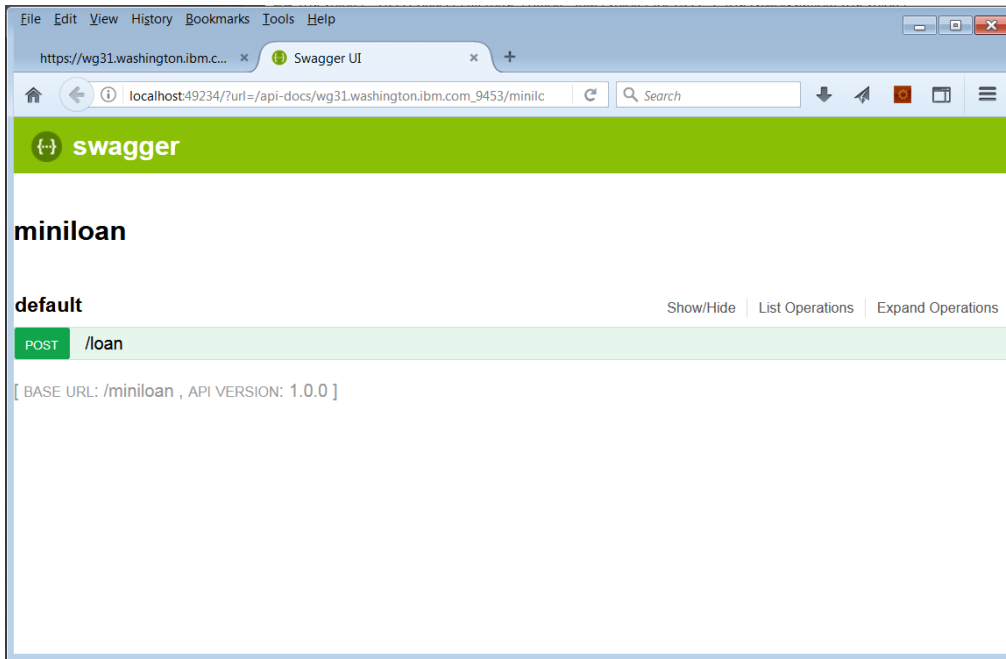 File Edit View History Bookmarks Tools Help
https://wg31.washington.ibm.c... × Swagger UI × +
localhost:49234/?url=/api-docs/wg31.washington.ibm.com_9453/minilc Search
{··} swagger
miniloan
default Show/Hide List Operations Expand Operations
POST /loan
[ BASE URL: /miniloan , API VERSION: 1.0.0 ]